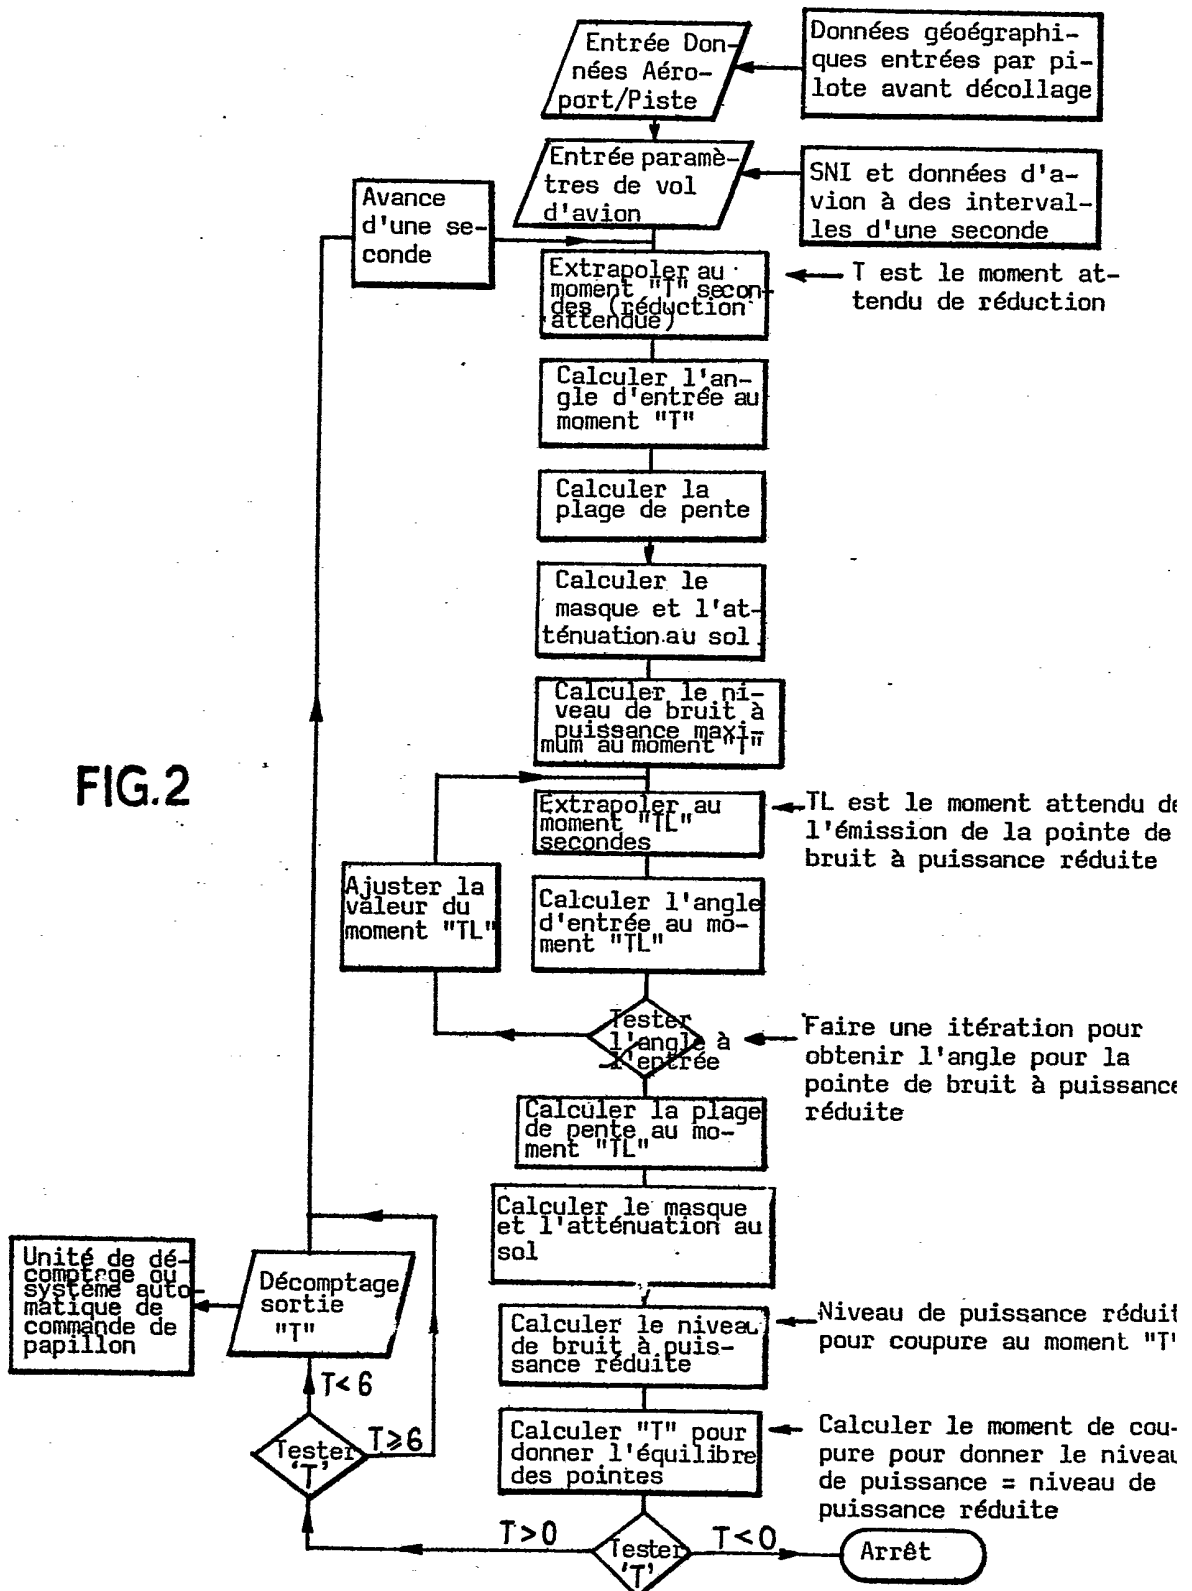 Entrée Don-
nées Aéro-
port/Piste
Données géoégraphi-
ques entrées par pi-
lote avant décollage
Entrée paramè-
tres de vol
d'avion
SNI et données d'a-
vion à des interval-
les d'une seconde
Avance
d'une se-
conde
Extrapoler au
moment "T" secon-
des (réduction
attendue)
T est le moment at-
tendu de réduction
Calculer l'an-
gle d'entrée au
moment "T"
Calculer la
plage de pente
Calculer le
masque et l'at-
ténuation au sol
Calculer le ni-
veau de bruit à
puissance maxi-
mum au moment "T"
FIG.2
Extrapoler au
moment "TL"
secondes
TL est le moment attendu de
l'émission de la pointe de
bruit à puissance réduite
Ajuster la
valeur du
moment "TL"
Calculer l'angle
d'entrée au mo-
ment "TL"
Tester
l'angle à
l'entrée
Faire une itération pour
obtenir l'angle pour la
pointe de bruit à puissance
réduite
Calculer la plage
de pente au mo-
ment "TL"
Calculer le masque
et l'atténuation au
sol
Unité de dé-
comptage ou
système auto-
matique de
commande de
papillon
Décomptage
sortie
"T"
Calculer le niveau
de bruit à puis-
sance réduite
Niveau de puissance réduit
pour coupure au moment "T"
T<6
Tester
'T'
T≥6
Calculer "T" pour
donner l'équilibre
des pointes
Calculer le moment de cou-
pure pour donner le niveau
de puissance = niveau de
puissance réduite
T>0
Tester
'T'
T<0
Arrêt